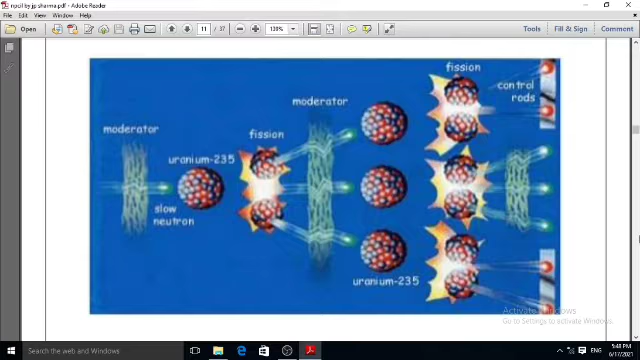 npcil by jp sharma.pdf - Adobe Reader
File Edit View Window Help
Open
11 / 37
139%
Tools
Fill & Sign
Comment
moderator
uranium-235
slow
neutron
fission
moderator
uranium-235
fission
control
rods
Activate Windows
Go to Settings to activate Windows.
Search the web and Windows
5:48 PM
6/17/2021